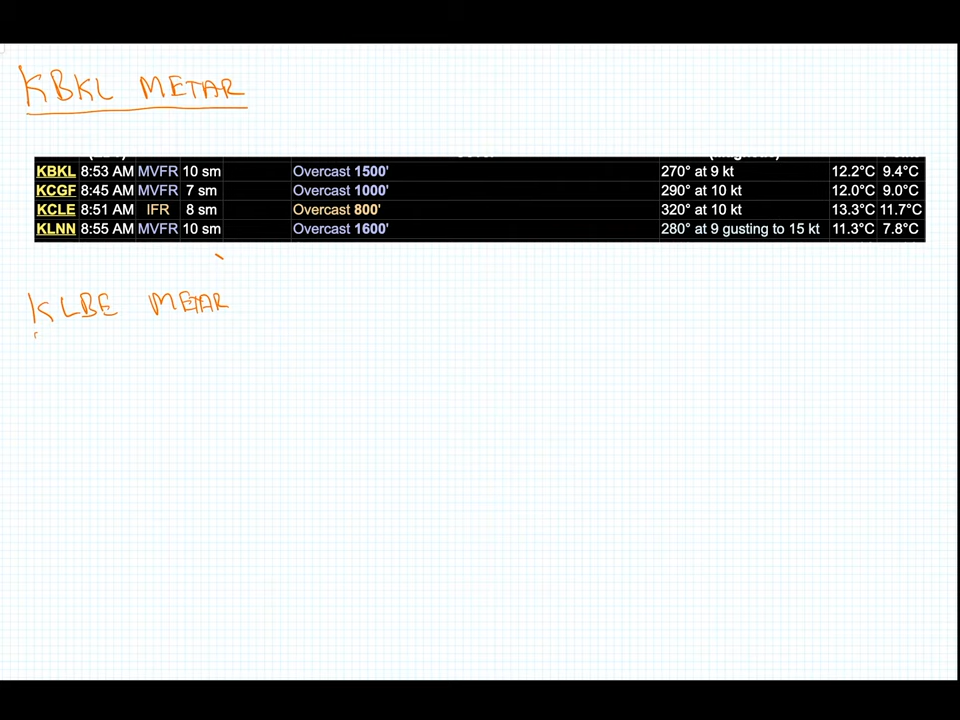 KBKL METAR
KBKL 8:53 AM MVFR 10 sm Overcast 1500' 270° at 9 kt 12.2°C 9.4°C
KCGF 8:45 AM MVFR 7 sm Overcast 1000' 290° at 10 kt 12.0°C 9.0°C
KCLE 8:51 AM IFR 8 sm Overcast 800' 320° at 10 kt 13.3°C 11.7°C
KLNN 8:55 AM MVFR 10 sm Overcast 1600' 280° at 9 gusting to 15 kt 11.3°C 7.8°C
KLBE METAR